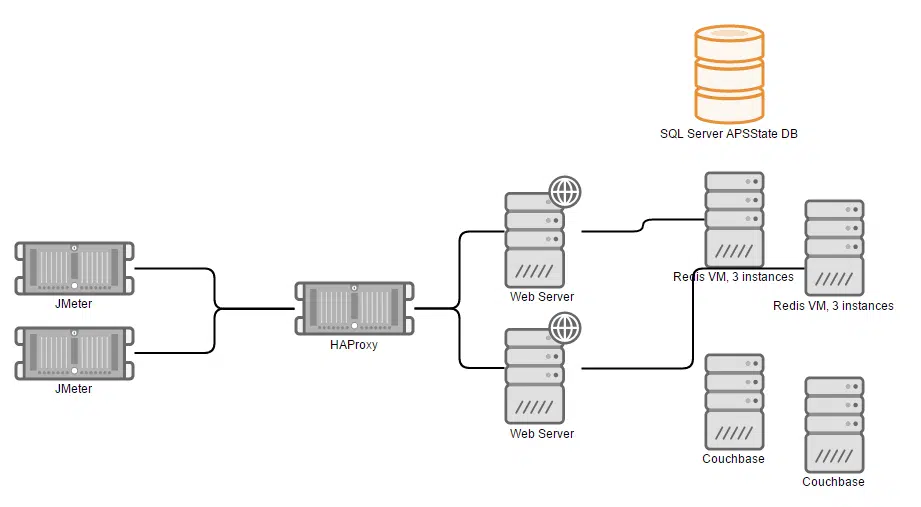 SQL Server APSState DB
Redis VM, 3 instances
Redis VM, 3 instances
Web Server
JMeter
HAProxy
JMeter
Web Server
Couchbase
Couchbase